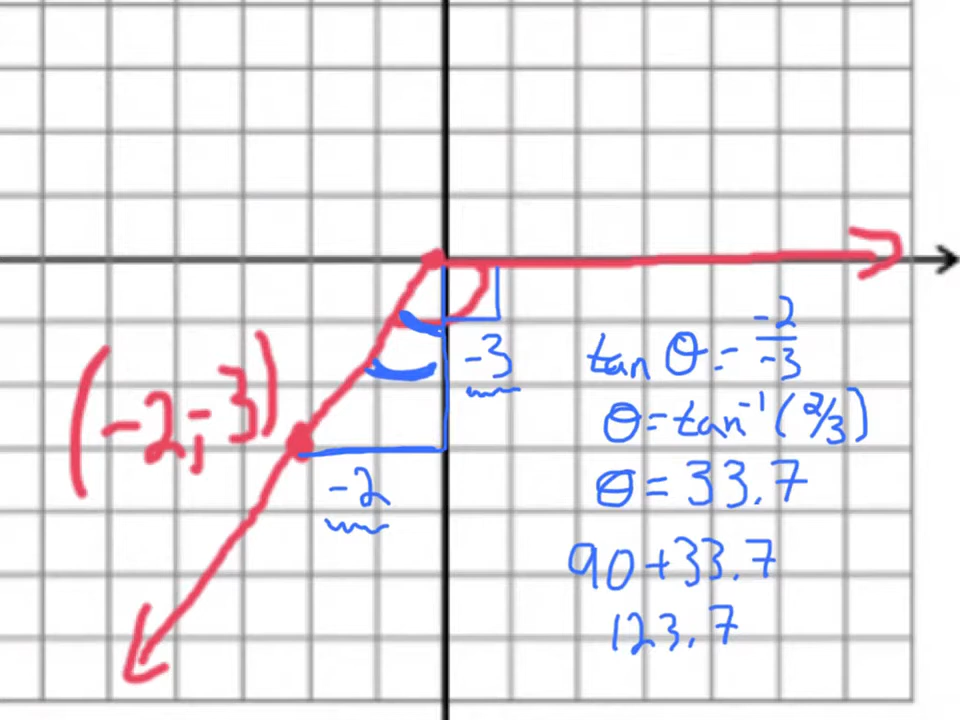 (-2,-3)
-3
-2
tan θ = -2/-3
θ = tan⁻¹(2/3)
θ = 33.7
90+33.7
123.7